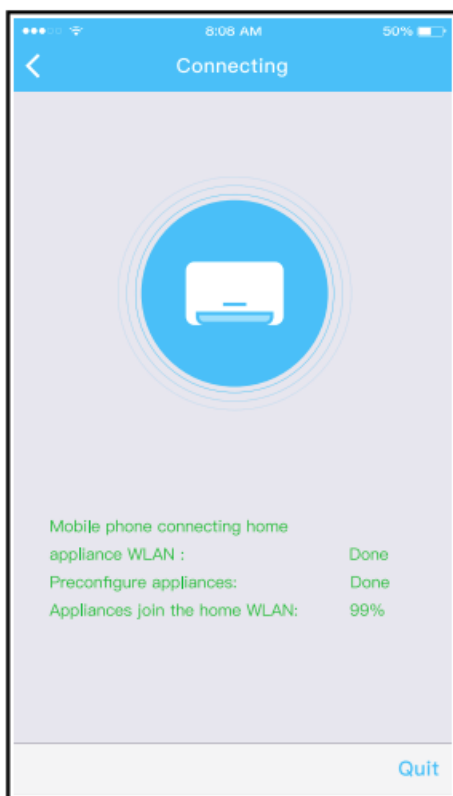 8:08 AM
50%
Connecting
Mobile phone connecting home
appliance WLAN : Done
Preconfigure appliances: Done
Appliances join the home WLAN: 99%
Quit